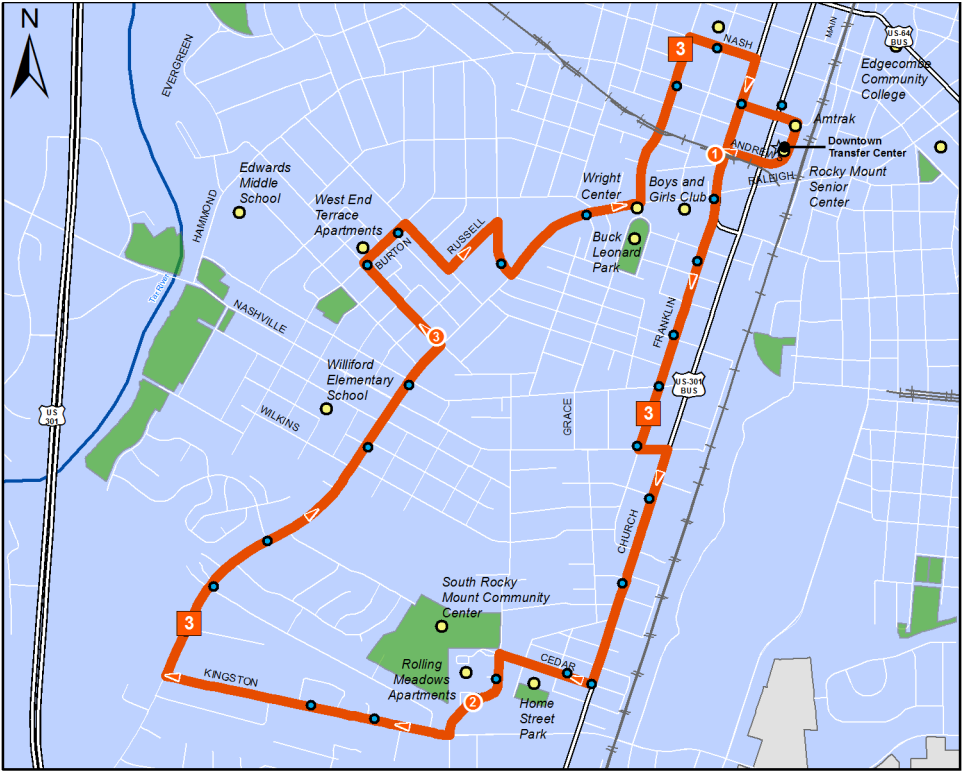 N
EVERGREEN
3
NASH
MAIN
US-64
BUS
Edgecombe
Community
College
Amtrak
Downtown
Transfer Center
ANDREWS
RALEIGH
1
Rocky Mount
Senior
Center
Edwards
Middle
School
West End
Terrace
Apartments
HAMMOND
Wright
Center
Boys and
Girls Club
RUSSELL
BURTON
Buck
Leonard
Park
Tar River
NASHVILLE
3
FRANKLIN
Williford
Elementary
School
US-301
BUS
WILKINS
GRACE
3
US
301
CHURCH
South Rocky
Mount Community
Center
3
CEDAR
KINGSTON
Rolling
Meadows
Apartments
2
Home
Street
Park